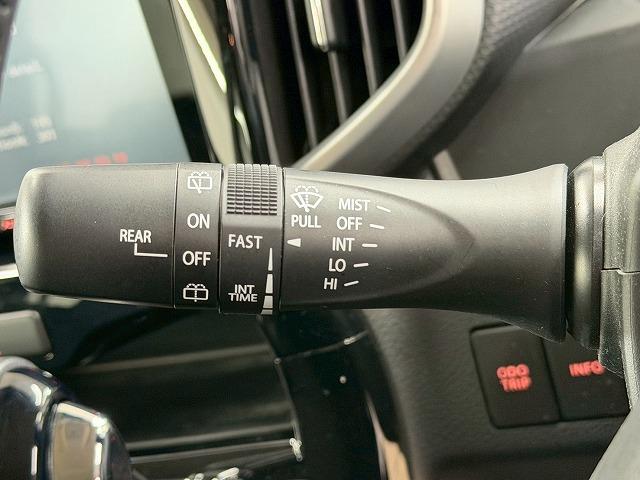 REAR
ON
OFF
FAST
INT
TIME
PULL
MIST
OFF
INT
LO
HI
ODO
TRIP
INFO